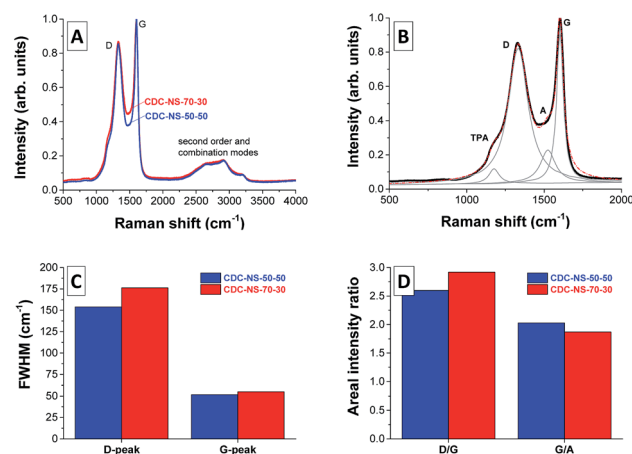 A
D
G
CDC-NS-70-30
CDC-NS-50-50
second order and
combination modes
Intensity (arb. units)
1.0
0.8
0.6
0.4
0.2
0.0
500 1000 1500 2000 2500 3000 3500 4000
Raman shift (cm⁻¹)
B
D
G
TPA
A
Intensity (arb. units)
1.0
0.8
0.6
0.4
0.2
0.0
500 1000 1500 2000
Raman shift (cm⁻¹)
C
CDC-NS-50-50
CDC-NS-70-30
FWHM (cm⁻¹)
200
175
150
125
100
75
50
25
0
D-peak G-peak
D
CDC-NS-50-50
CDC-NS-70-30
Areal intensity ratio
3.0
2.5
2.0
1.5
1.0
0.5
0.0
D/G G/A